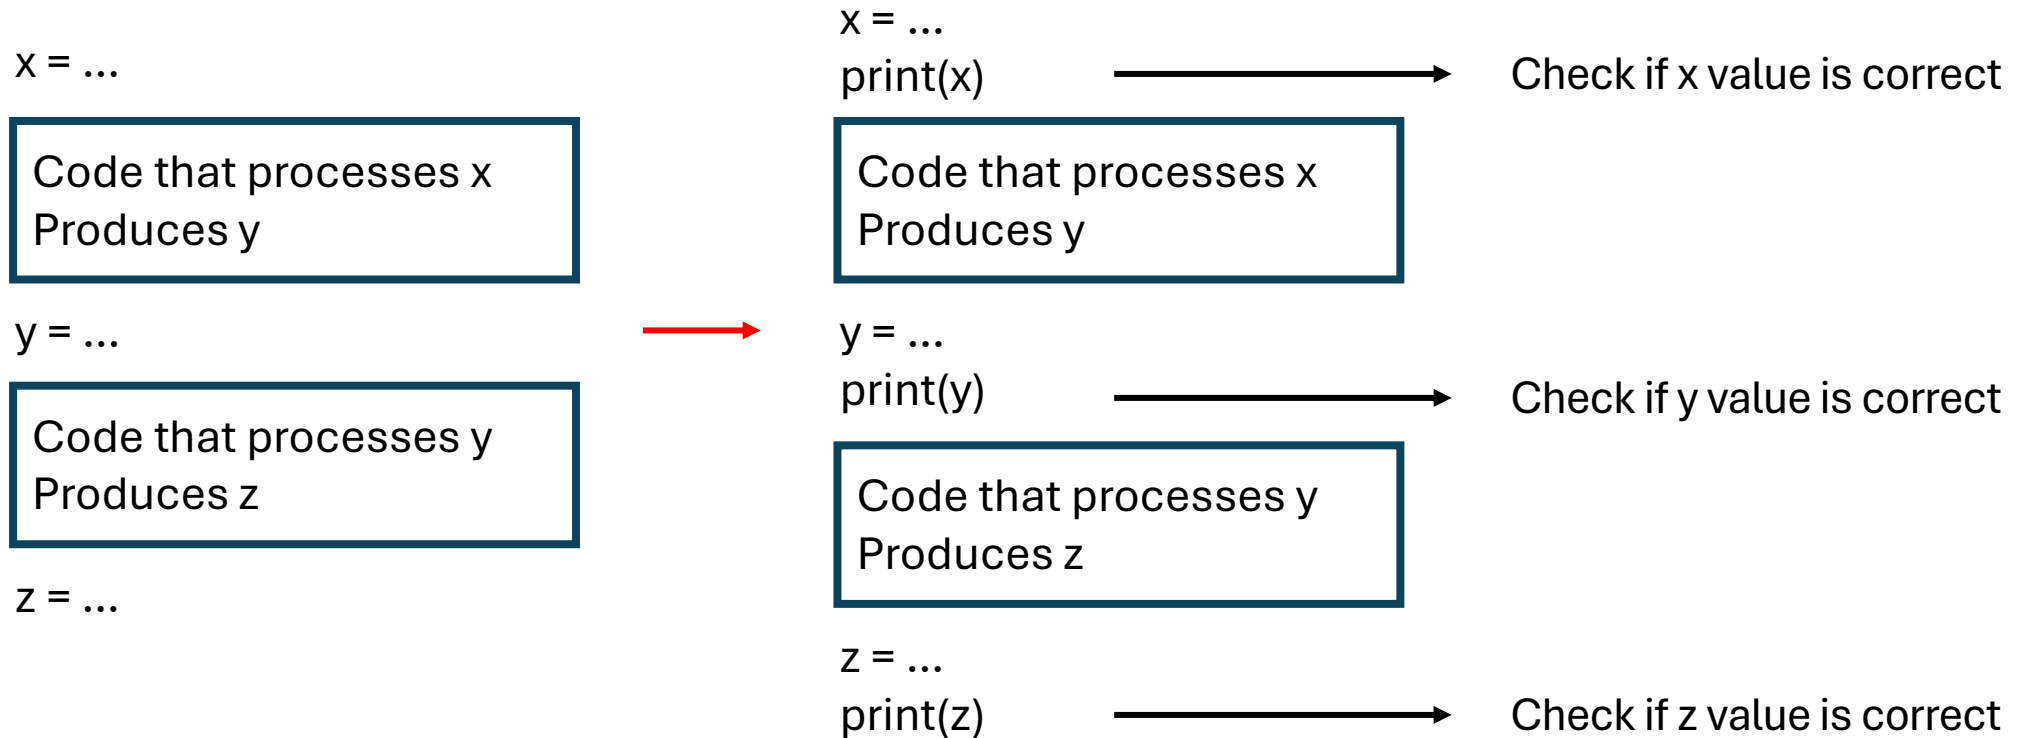 x = ...
Code that processes x
Produces y
y = ...
Code that processes y
Produces z
z = ...
x = ...
print(x)
Check if x value is correct
Code that processes x
Produces y
y = ...
print(y)
Check if y value is correct
Code that processes y
Produces z
z = ...
print(z)
Check if z value is correct